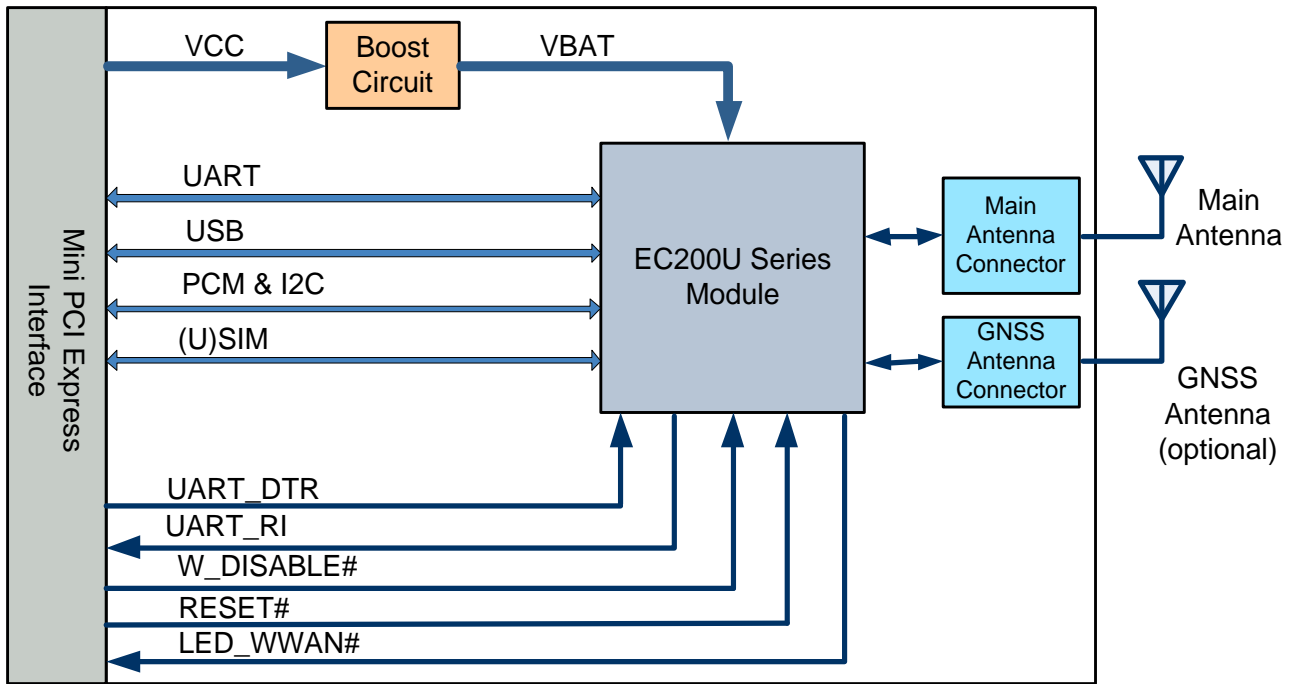 VCC
Boost
Circuit
VBAT
UART
USB
PCM & I2C
(U)SIM
Mini PCI Express
Interface
EC200U Series
Module
Main
Antenna
Connector
Main
Antenna
GNSS
Antenna
Connector
GNSS
Antenna
(optional)
UART_DTR
UART_RI
W_DISABLE#
RESET#
LED_WWAN#